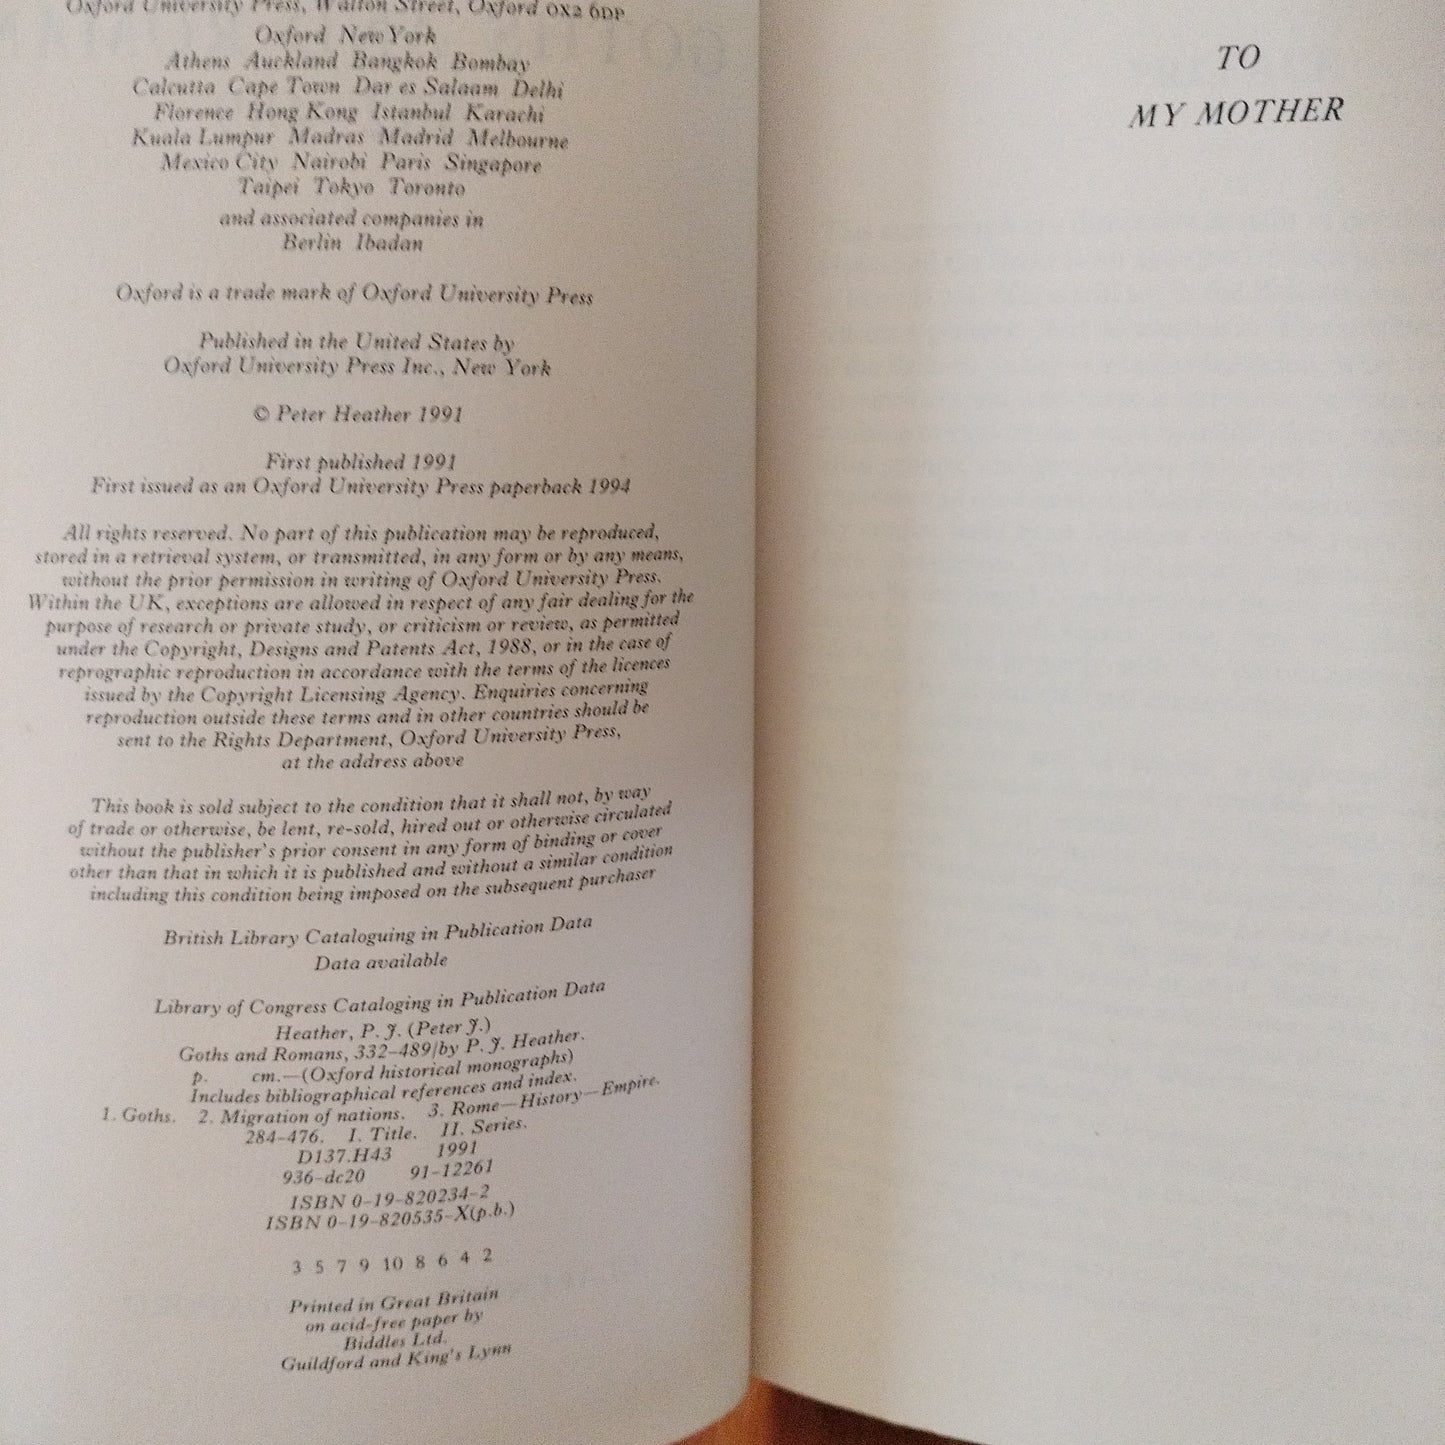 Oxford University Press, Walton Street, Oxford OX2 6DP
Oxford New York
Athens Auckland Bangkok Bombay
Calcutta Cape Town Dar es Salaam Delhi
Florence Hong Kong Istanbul Karachi
Kuala Lumpur Madras Madrid Melbourne
Mexico City Nairobi Paris Singapore
Taipei Tokyo Toronto
and associated companies in
Berlin Ibadan
Oxford is a trade mark of Oxford University Press
Published in the United States by
Oxford University Press Inc., New York
© Peter Heather 1991
First published 1991
First issued as an Oxford University Press paperback 1994
All rights reserved. No part of this publication may be reproduced,
stored in a retrieval system, or transmitted, in any form or by any means,
without the prior permission in writing of Oxford University Press.
Within the UK, exceptions are allowed in respect of any fair dealing for the
purpose of research or private study, or criticism or review, as permitted
under the Copyright, Designs and Patents Act, 1988, or in the case of
reprographic reproduction in accordance with the terms of the licences
issued by the Copyright Licensing Agency. Enquiries concerning
reproduction outside these terms and in other countries should be
sent to the Rights Department, Oxford University Press,
at the address above
This book is sold subject to the condition that it shall not, by way
of trade or otherwise, be lent, re-sold, hired out or otherwise circulated
without the publisher's prior consent in any form of binding or cover
other than that in which it is published and without a similar condition
including this condition being imposed on the subsequent purchaser
British Library Cataloguing in Publication Data
Data available
Library of Congress Cataloging in Publication Data
Heather, P. J. (Peter J.)
Goths and Romans, 332–489/by P. J. Heather.
p. cm.—(Oxford historical monographs)
Includes bibliographical references and index.
1. Goths. 2. Migration of nations. 3. Rome—History—Empire.
284–476. I. Title. II. Series.
D137.H43 1991
936–dc20 91–12261
ISBN 0–19–820234–2
ISBN 0–19–820535–X(p.b.)
3 5 7 9 10 8 6 4 2
Printed in Great Britain
on acid-free paper by
Biddles Ltd.
Guildford and King's Lynn
TO
MY MOTHER